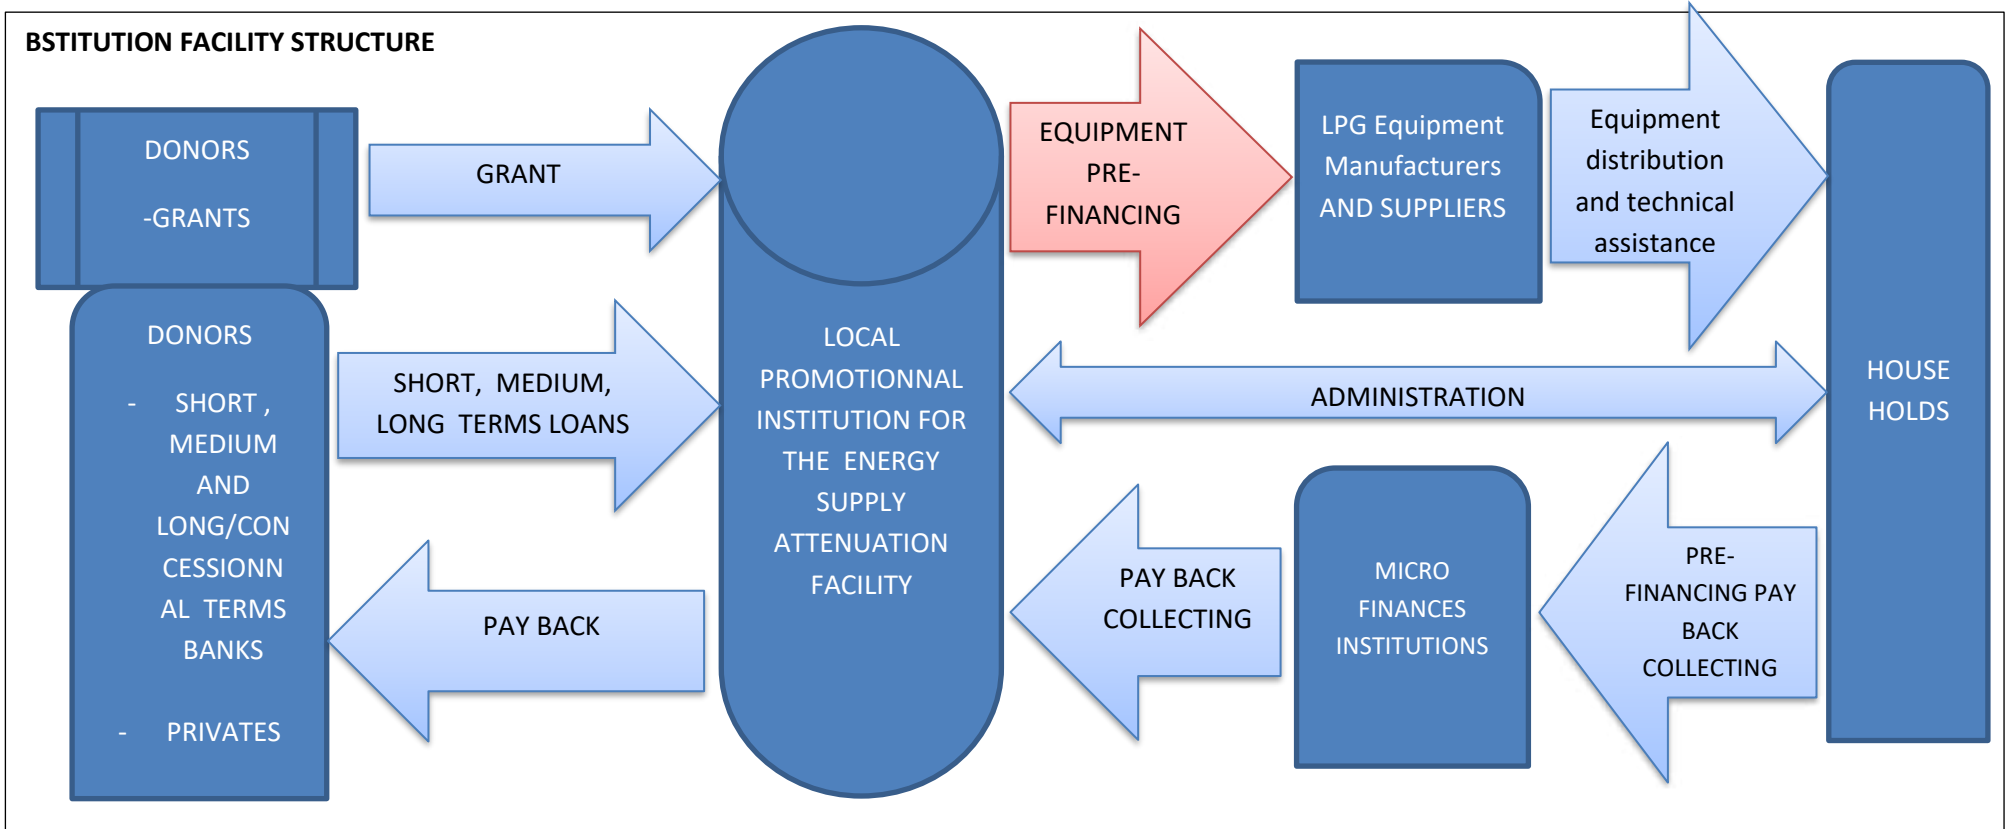 BSTITUTION FACILITY STRUCTURE
DONORS
-GRANTS
GRANT
DONORS
- SHORT ,
MEDIUM
AND
LONG/CON
CESSIONN
AL TERMS
BANKS
- PRIVATES
SHORT, MEDIUM,
LONG TERMS LOANS
PAY BACK
LOCAL
PROMOTIONNAL
INSTITUTION FOR
THE ENERGY
SUPPLY
ATTENUATION
FACILITY
EQUIPMENT
PRE-
FINANCING
LPG Equipment
Manufacturers
AND SUPPLIERS
Equipment
distribution
and technical
assistance
ADMINISTRATION
HOUSE
HOLDS
PAY BACK
COLLECTING
MICRO
FINANCES
INSTITUTIONS
PRE-
FINANCING PAY
BACK
COLLECTING